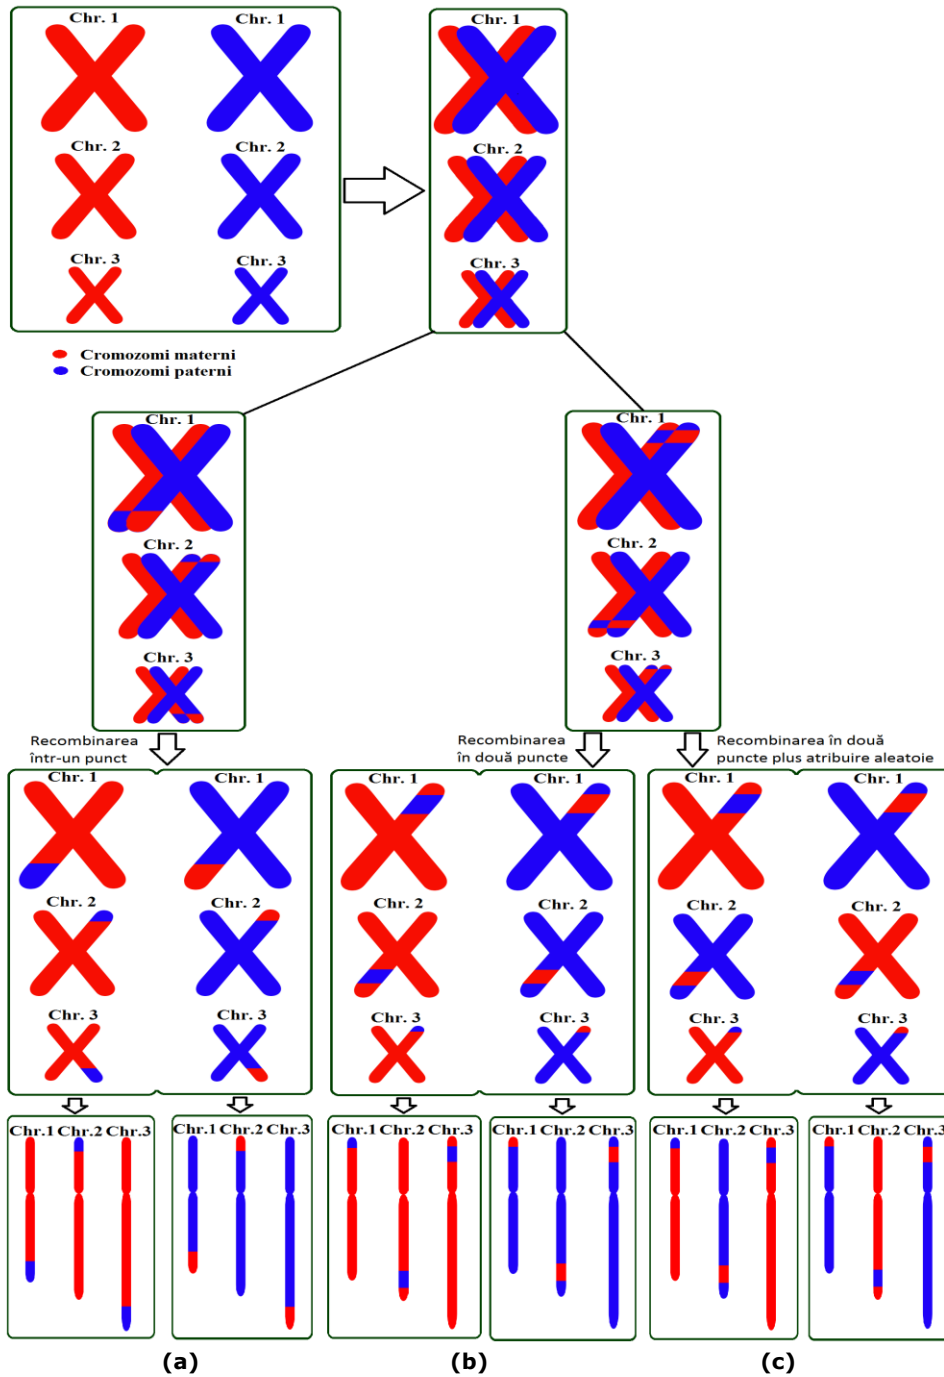 Chr. 1 Chr. 1
Chr. 2 Chr. 2
Chr. 3 Chr. 3
Chr. 1
Chr. 2
Chr. 3
Cromozomi materni
Cromozomi paterni
Chr. 1
Chr. 2
Chr. 3
Chr. 1
Chr. 2
Chr. 3
Recombinarea
într-un punct
Recombinarea
în două puncte
Recombinarea în două
puncte plus atribuire aleatoie
Chr. 1 Chr. 1
Chr. 2 Chr. 2
Chr. 3 Chr. 3
Chr. 1 Chr. 1
Chr. 2 Chr. 2
Chr. 3 Chr. 3
Chr. 1 Chr. 1
Chr. 2 Chr. 2
Chr. 3 Chr. 3
Chr.1 Chr.2 Chr.3
Chr.1 Chr.2 Chr.3
Chr.1 Chr.2 Chr.3
Chr.1 Chr.2 Chr.3
Chr.1 Chr.2 Chr.3
Chr.1 Chr.2 Chr.3
(a) (b) (c)